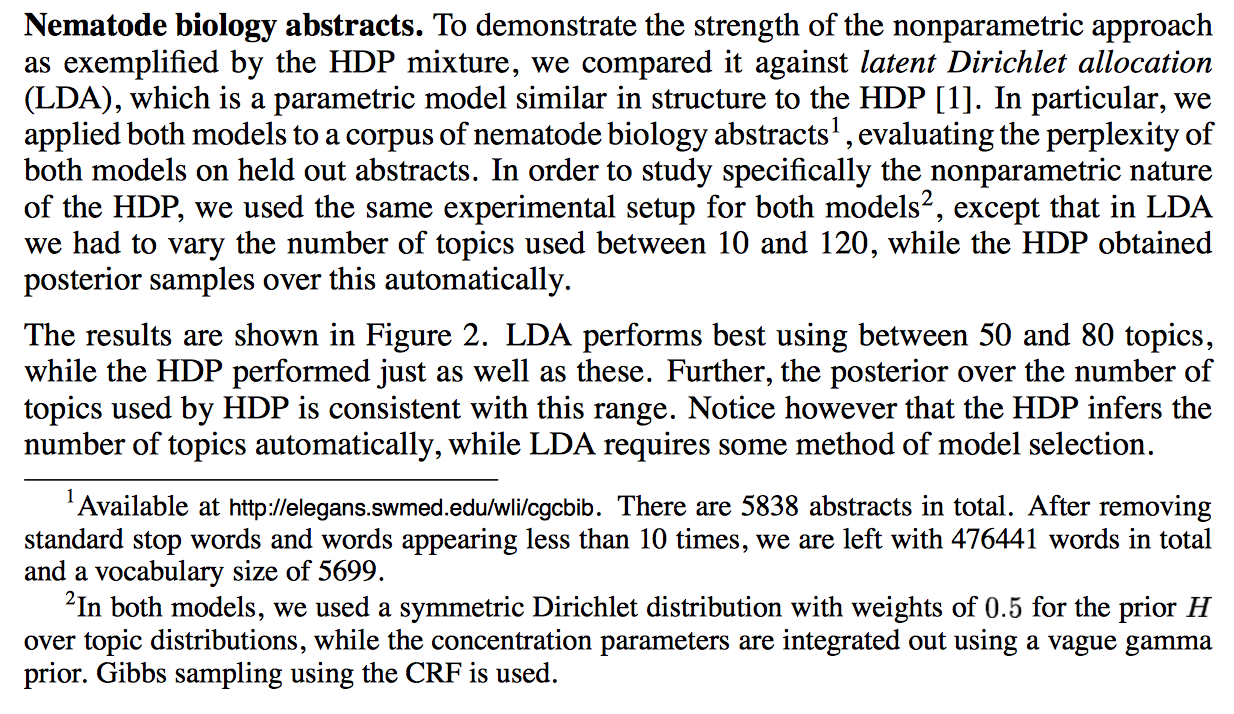 Nematode biology abstracts. To demonstrate the strength of the nonparametric approach
as exemplified by the HDP mixture, we compared it against latent Dirichlet allocation
(LDA), which is a parametric model similar in structure to the HDP [1]. In particular, we
applied both models to a corpus of nematode biology abstracts1, evaluating the perplexity of
both models on held out abstracts. In order to study specifically the nonparametric nature
of the HDP, we used the same experimental setup for both models2, except that in LDA
we had to vary the number of topics used between 10 and 120, while the HDP obtained
posterior samples over this automatically.
The results are shown in Figure 2. LDA performs best using between 50 and 80 topics,
while the HDP performed just as well as these. Further, the posterior over the number of
topics used by HDP is consistent with this range. Notice however that the HDP infers the
number of topics automatically, while LDA requires some method of model selection.
1Available at http://elegans.swmed.edu/wli/cgcbib. There are 5838 abstracts in total. After removing
standard stop words and words appearing less than 10 times, we are left with 476441 words in total
and a vocabulary size of 5699.
2In both models, we used a symmetric Dirichlet distribution with weights of 0.5 for the prior H
over topic distributions, while the concentration parameters are integrated out using a vague gamma
prior. Gibbs sampling using the CRF is used.